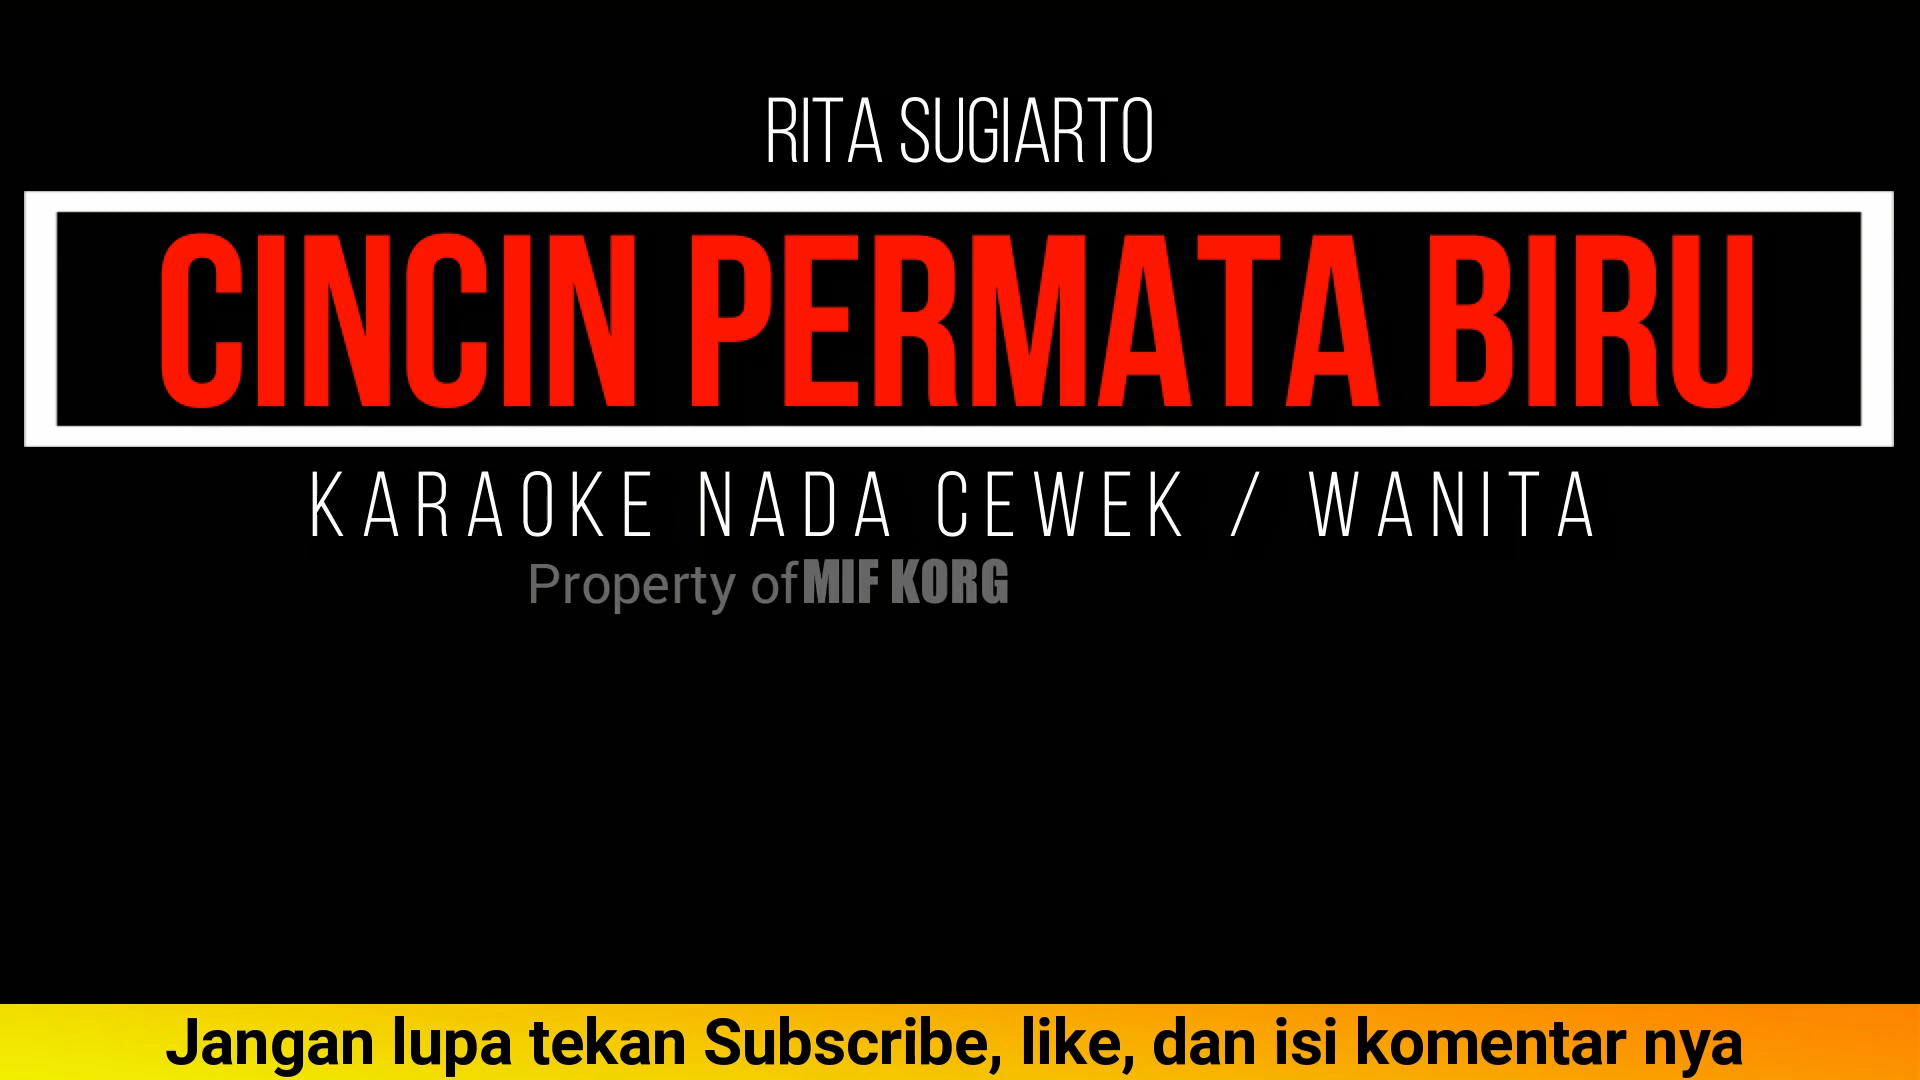 RITA SUGIARTO
CINCIN PERMATA BIRU
KARAOKE NADA CEWEK / WANITA
Property of MIF KORG
Jangan lupa tekan Subscribe, like, dan isi komentar nya